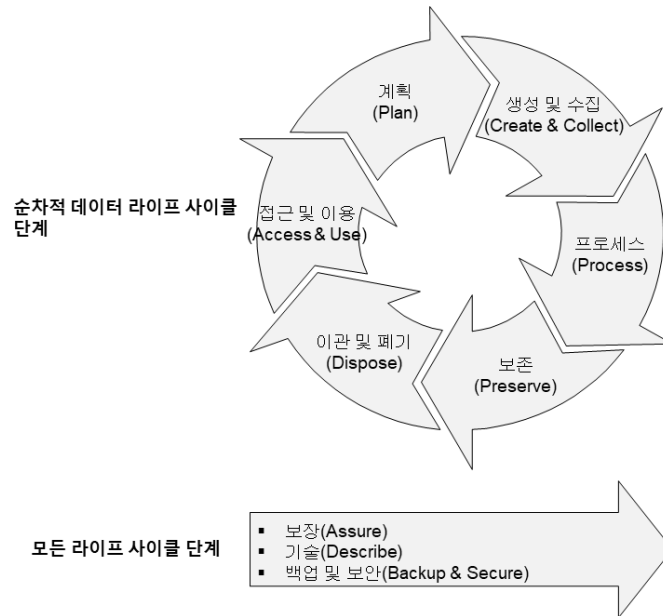 계획
(Plan)
생성 및 수집
(Create & Collect)
순차적 데이터 라이프 사이클
단계
접근 및 이용
(Access & Use)
프로세스
(Process)
이관 및 폐기
(Dispose)
보존
(Preserve)
모든 라이프 사이클 단계
▪ 보장(Assure)
▪ 기술(Describe)
▪ 백업 및 보안(Backup & Secure)